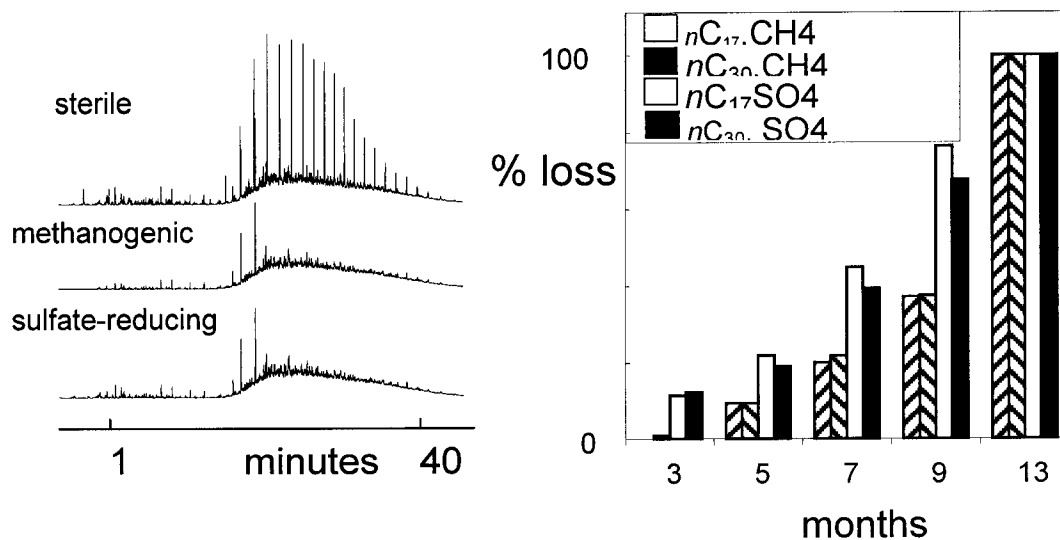 sterile
methanogenic
sulfate-reducing
1 minutes 40
nC₁₇.CH4
nC₃₀.CH4
nC₁₇SO4
nC₃₀. SO4
100
% loss
0
3 5 7 9 13
months